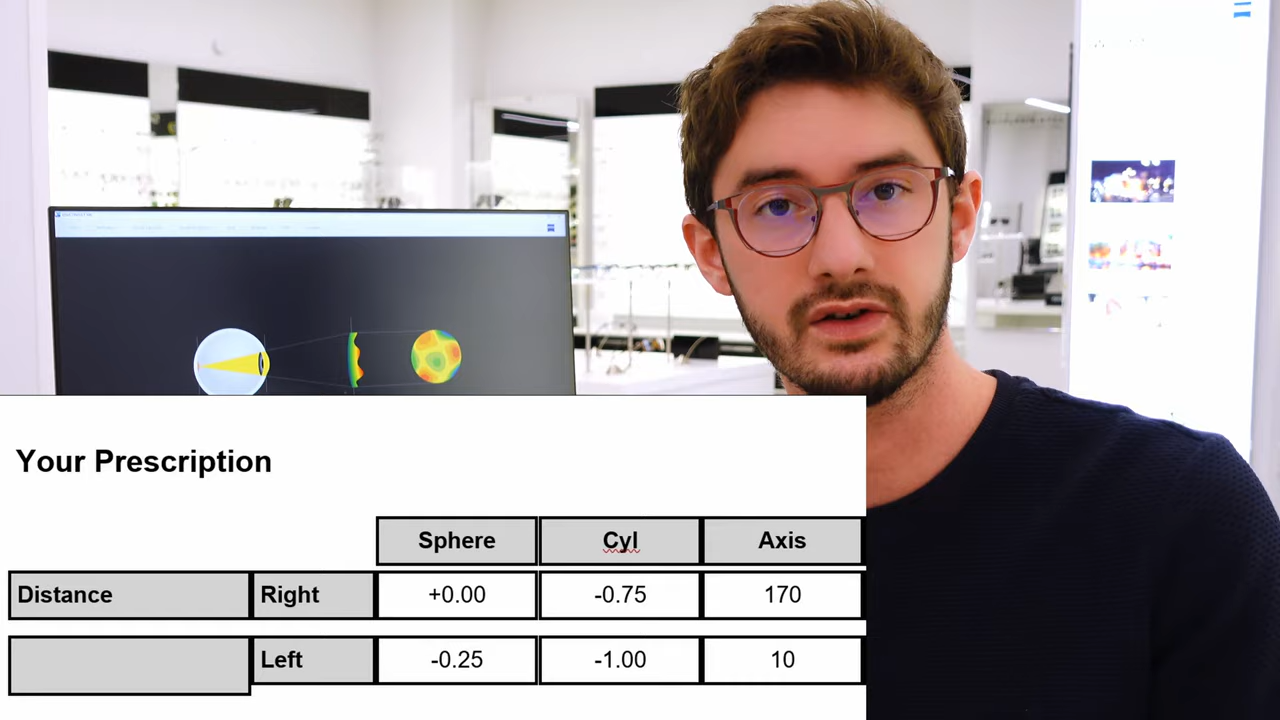 Your Prescription
Sphere Cyl Axis
Distance Right +0.00 -0.75 170
Left -0.25 -1.00 10